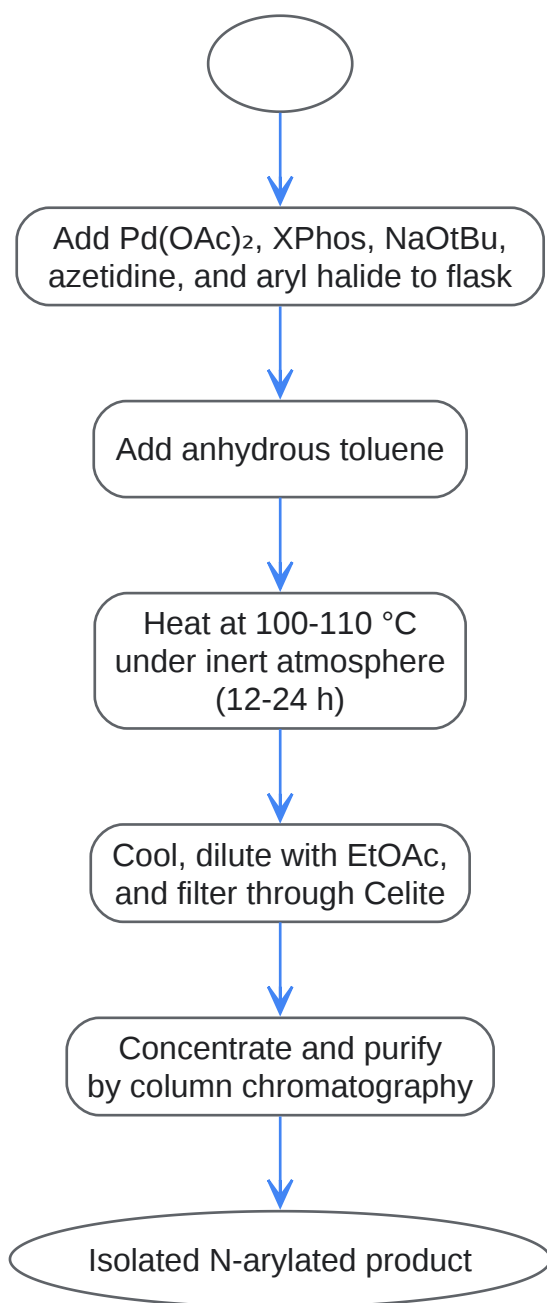 Add Pd(OAc)₂, XPhos, NaOtBu,
azetidine, and aryl halide to flask
Add anhydrous toluene
Heat at 100-110 °C
under inert atmosphere
(12-24 h)
Cool, dilute with EtOAc,
and filter through Celite
Concentrate and purify
by column chromatography
Isolated N-arylated product